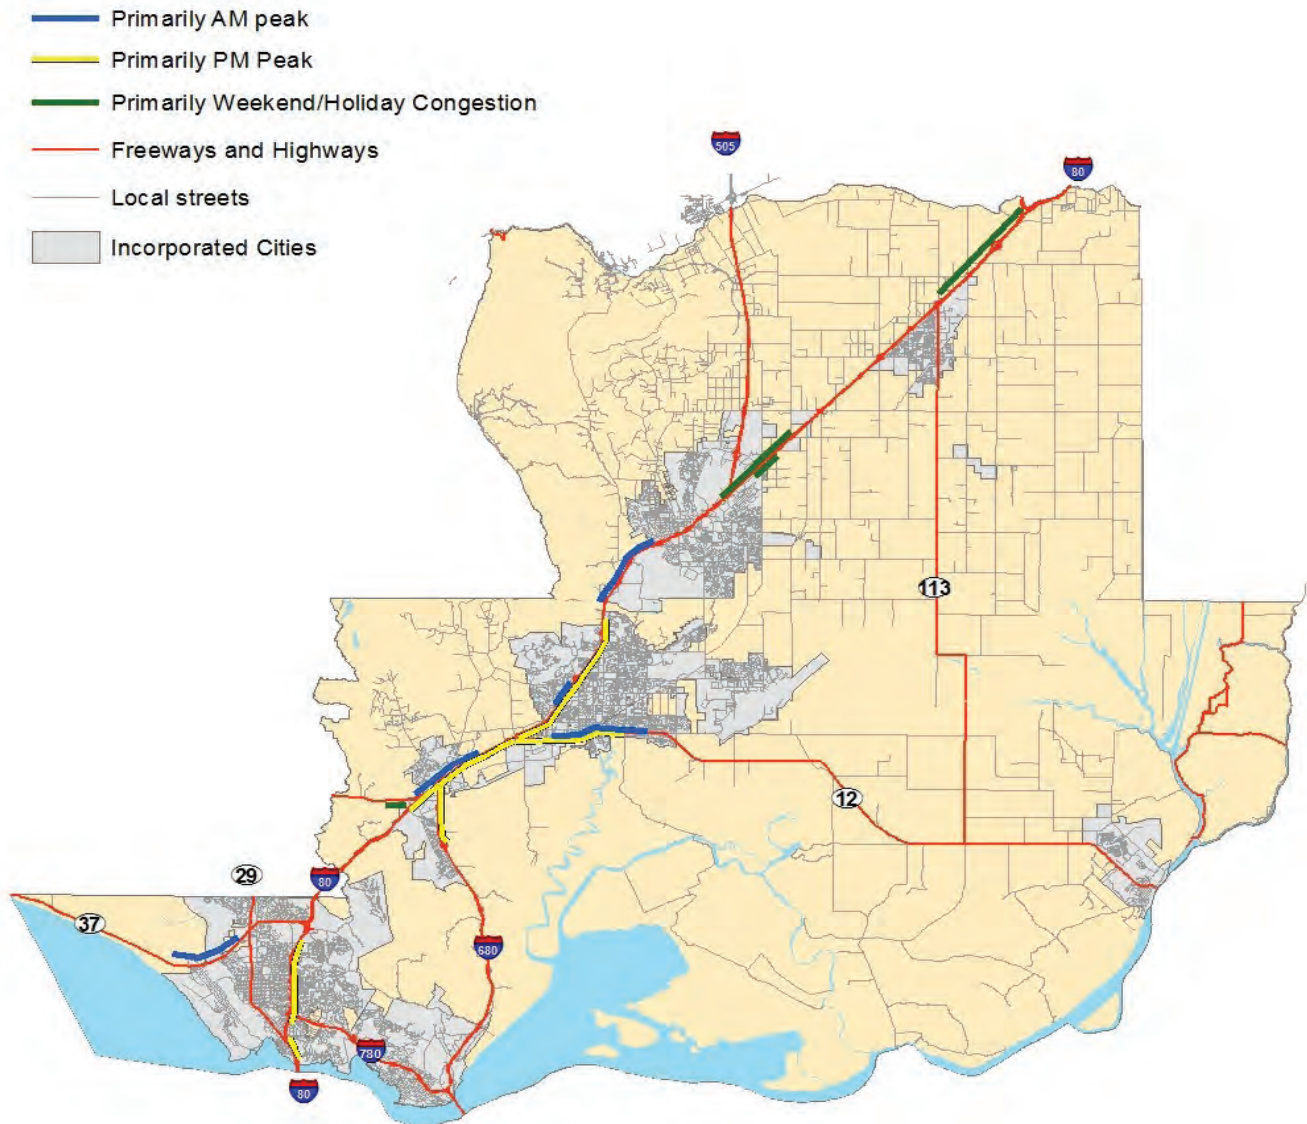 Primarily AM peak
Primarily PM Peak
Primarily Weekend/Holiday Congestion
Freeways and Highways
Local streets
Incorporated Cities
505
80
113
12
29
80
37
680
780
80